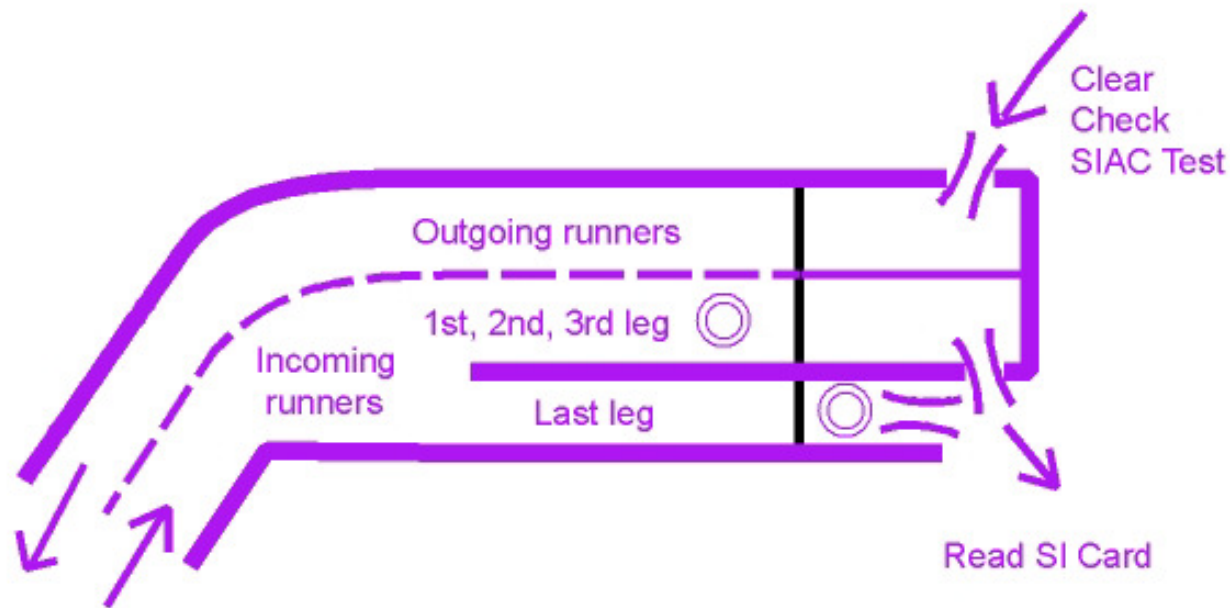 Clear
Check
SIAC Test
Outgoing runners
1st, 2nd, 3rd leg
Incoming
runners
Last leg
Read SI Card